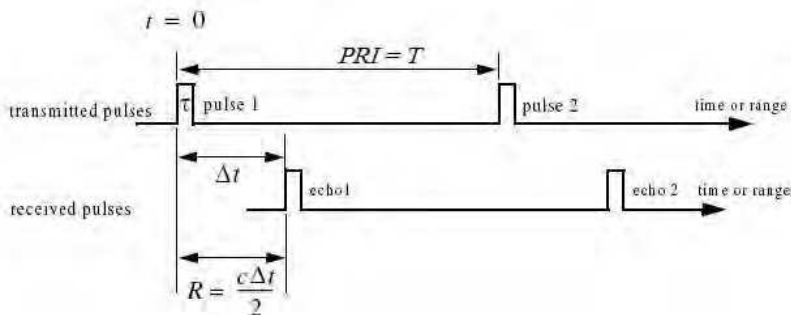 t = 0
PRI = T
τ pulse 1 pulse 2 time or range
transmitted pulses
Δt
echo1 echo 2 time or range
received pulses
R = cΔt/2